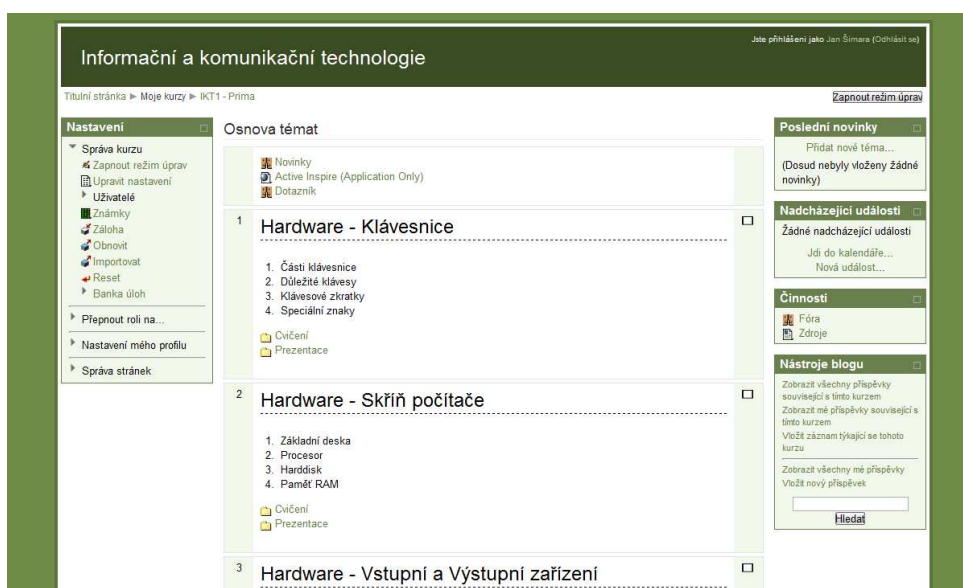 Jste přihlášeni jako Jan Šimara (Odhlásit se)
Informační a komunikační technologie
Titulní stránka ► Moje kurzy ► IKT1 - Prima
Zapnout režim úprav
Nastavení
Správa kurzu
Zapnout režim úprav
Upravit nastavení
Uživatelé
Známky
Záloha
Obnovit
Importovat
Reset
Banka úloh
Přepnout roli na...
Nastavení mého profilu
Správa stránek
Osnova témat
Novinky
Active Inspire (Application Only)
Dotazník
1
Hardware - Klávesnice
1. Části klávesnice
2. Důležité klávesy
3. Klávesové zkratky
4. Speciální znaky
Cvičení
Prezentace
2
Hardware - Skříň počítače
1. Základní deska
2. Procesor
3. Harddisk
4. Paměť RAM
Cvičení
Prezentace
3
Hardware - Vstupní a Výstupní zařízení
Poslední novinky
Přidat nové téma...
(Dosud nebyly vloženy žádné
novinky)
Nadcházející události
Žádné nadcházející události
Jdi do kalendáře...
Nová událost...
Činnosti
Fóra
Zdroje
Nástroje blogu
Zobrazit všechny příspěvky
související s tímto kurzem
Zobrazit mé příspěvky související s
tímto kurzem
Vložit záznam týkající se tohoto
kurzu
Zobrazit všechny mé příspěvky
Vložit nový příspěvek
Hledat